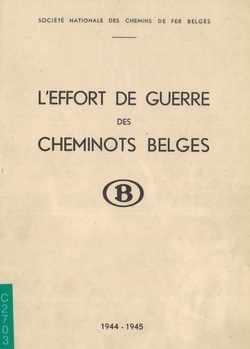 SOCIÉTÉ NATIONALE DES CHEMINS DE FER BELGES
L'EFFORT DE GUERRE
DES
CHEMINOTS BELGES
B
C2703
1944-1945